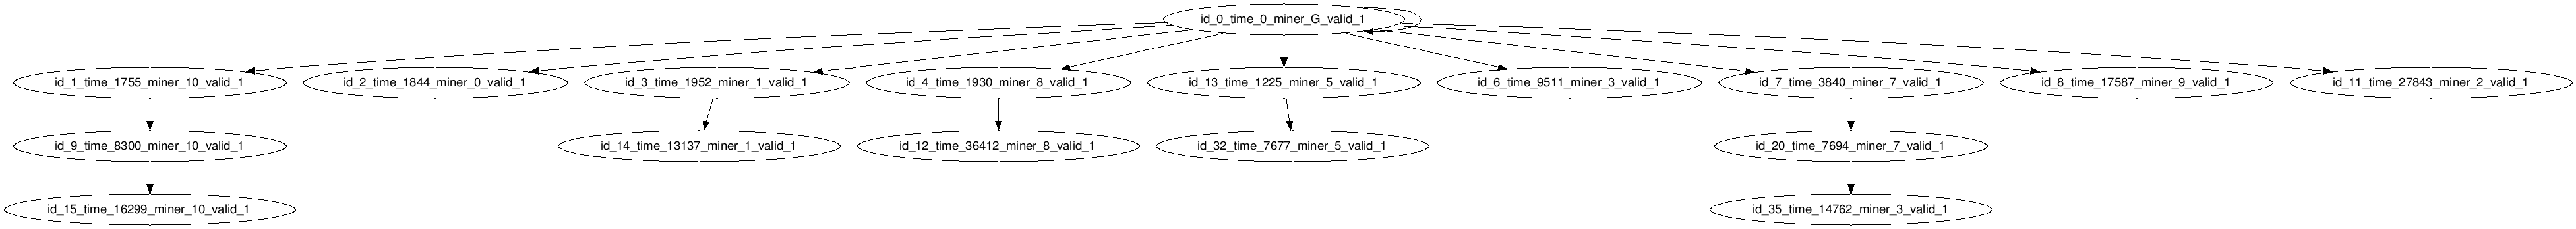 id_0_time_0_miner_G_valid_1
id_1_time_1755_miner_10_valid_1
id_2_time_1844_miner_0_valid_1
id_3_time_1952_miner_1_valid_1
id_4_time_1930_miner_8_valid_1
id_13_time_1225_miner_5_valid_1
id_6_time_9511_miner_3_valid_1
id_7_time_3840_miner_7_valid_1
id_8_time_17587_miner_9_valid_1
id_11_time_27843_miner_2_valid_1
id_9_time_8300_miner_10_valid_1
id_14_time_13137_miner_1_valid_1
id_12_time_36412_miner_8_valid_1
id_32_time_7677_miner_5_valid_1
id_20_time_7694_miner_7_valid_1
id_15_time_16299_miner_10_valid_1
id_35_time_14762_miner_3_valid_1